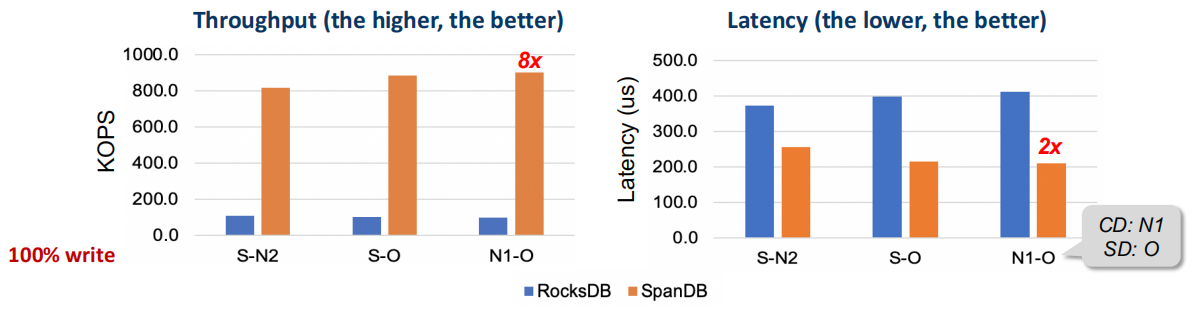 Throughput (the higher, the better)
KOPS
1000.0
800.0
600.0
400.0
200.0
0.0
8x
S-N2
S-O
N1-O
100% write
Latency (the lower, the better)
Latency (us)
500.0
400.0
300.0
200.0
100.0
0.0
2x
S-N2
S-O
N1-O
CD: N1
SD: O
RocksDB
SpanDB